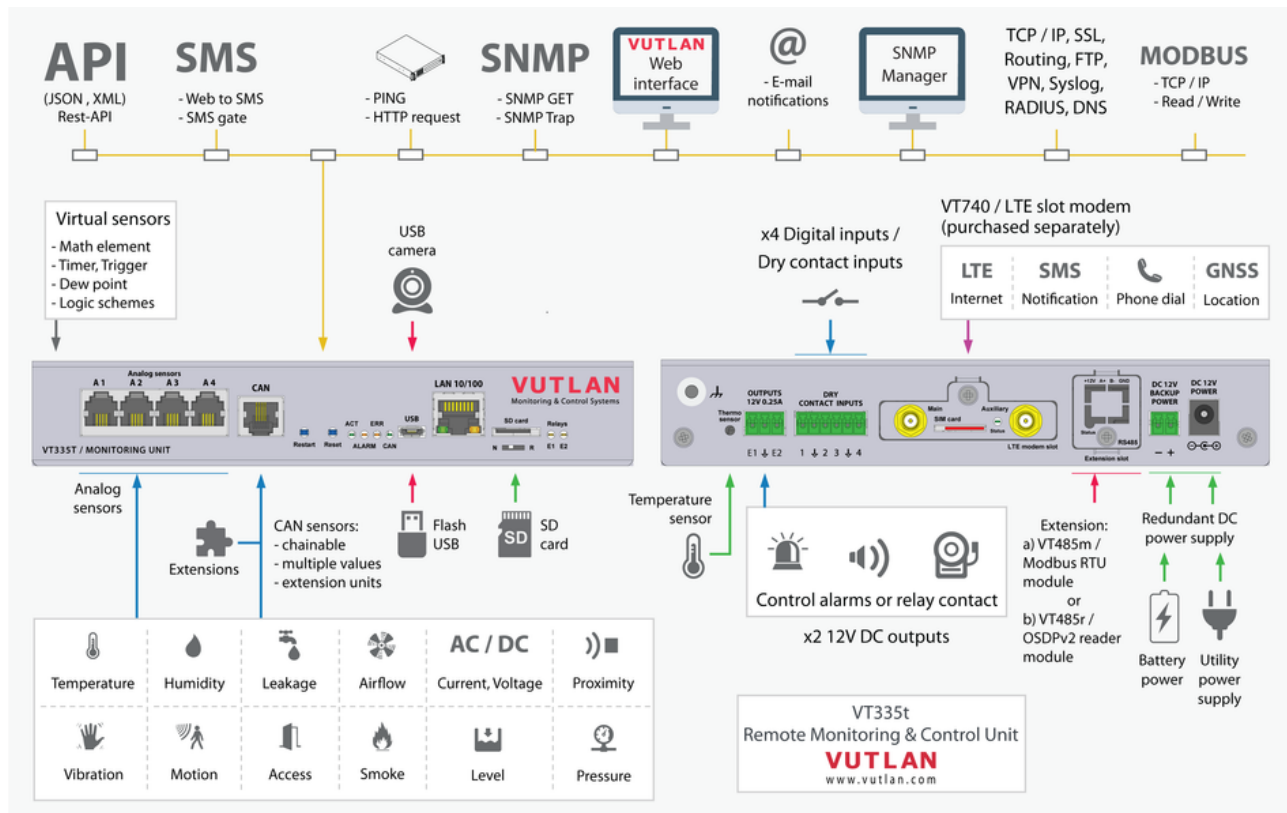 API
(JSON , XML)
Rest-API
SMS
- Web to SMS
- SMS gate
- PING
- HTTP request
SNMP
- SNMP GET
- SNMP Trap
VUTLAN
Web
interface
@
- E-mail
notifications
SNMP
Manager
TCP / IP, SSL,
Routing, FTP,
VPN, Syslog,
RADIUS, DNS
MODBUS
- TCP / IP
- Read / Write
Virtual sensors
- Math element
- Timer, Trigger
- Dew point
- Logic schemes
USB
camera
x4 Digital inputs /
Dry contact inputs
VT740 / LTE slot modem
(purchased separately)
LTE
Internet
SMS
Notification
Phone dial
GNSS
Location
Analog sensors
A 1 A 2 A 3 A 4
CAN
Restart
Reset
ACT ERR
ALARM CAN
USB
LAN 10/100
VUTLAN
Monitoring & Control Systems
SD card
N R
Relays
E1 E2
VT335T / MONITORING UNIT
Thermo
sensor
OUTPUTS
12V 0.25A
E1 E2
DRY
CONTACT INPUTS
1 2 3 4
Main
SIM card
Auxiliary
Status
LTE modem slot
+12V A+ B- GND
Status
RS485
Extension slot
DC 12V
BACKUP
POWER
– +
DC 12V
POWER
Analog
sensors
Extensions
CAN sensors:
- chainable
- multiple values
- extension units
Flash
USB
SD
SD
card
Temperature
sensor
Control alarms or relay contact
x2 12V DC outputs
Extension:
a) VT485m /
Modbus RTU
module
or
b) VT485r /
OSDPv2 reader
module
Redundant DC
power supply
Battery
power
Utility
power
supply
Temperature
Humidity
Leakage
Airflow
AC / DC
Current, Voltage
Proximity
Vibration
Motion
Access
Smoke
Level
Pressure
VT335t
Remote Monitoring & Control Unit
VUTLAN
www.vutlan.com